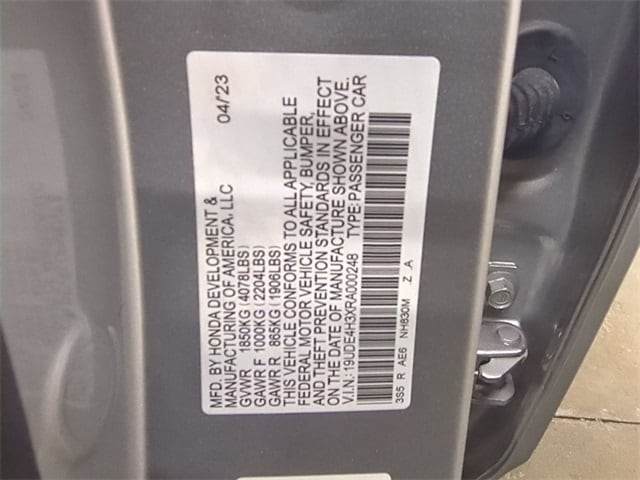 MFD. BY HONDA DEVELOPMENT & 04/23
MANUFACTURING OF AMERICA, LLC
GVWR 1850KG(4078LBS)
GAWR F 1000KG(2204LBS)
GAWR R 865KG(1906LBS)
THIS VEHICLE CONFORMS TO ALL APPLICABLE
FEDERAL MOTOR VEHICLE SAFETY, BUMPER,
AND THEFT PREVENTION STANDARDS IN EFFECT
ON THE DATE OF MANUFACTURE SHOWN ABOVE.
V.I.N.:19UDE4H3XRA000248 TYPE:PASSENGER CAR
3S5 R AE6 NH830M Z A